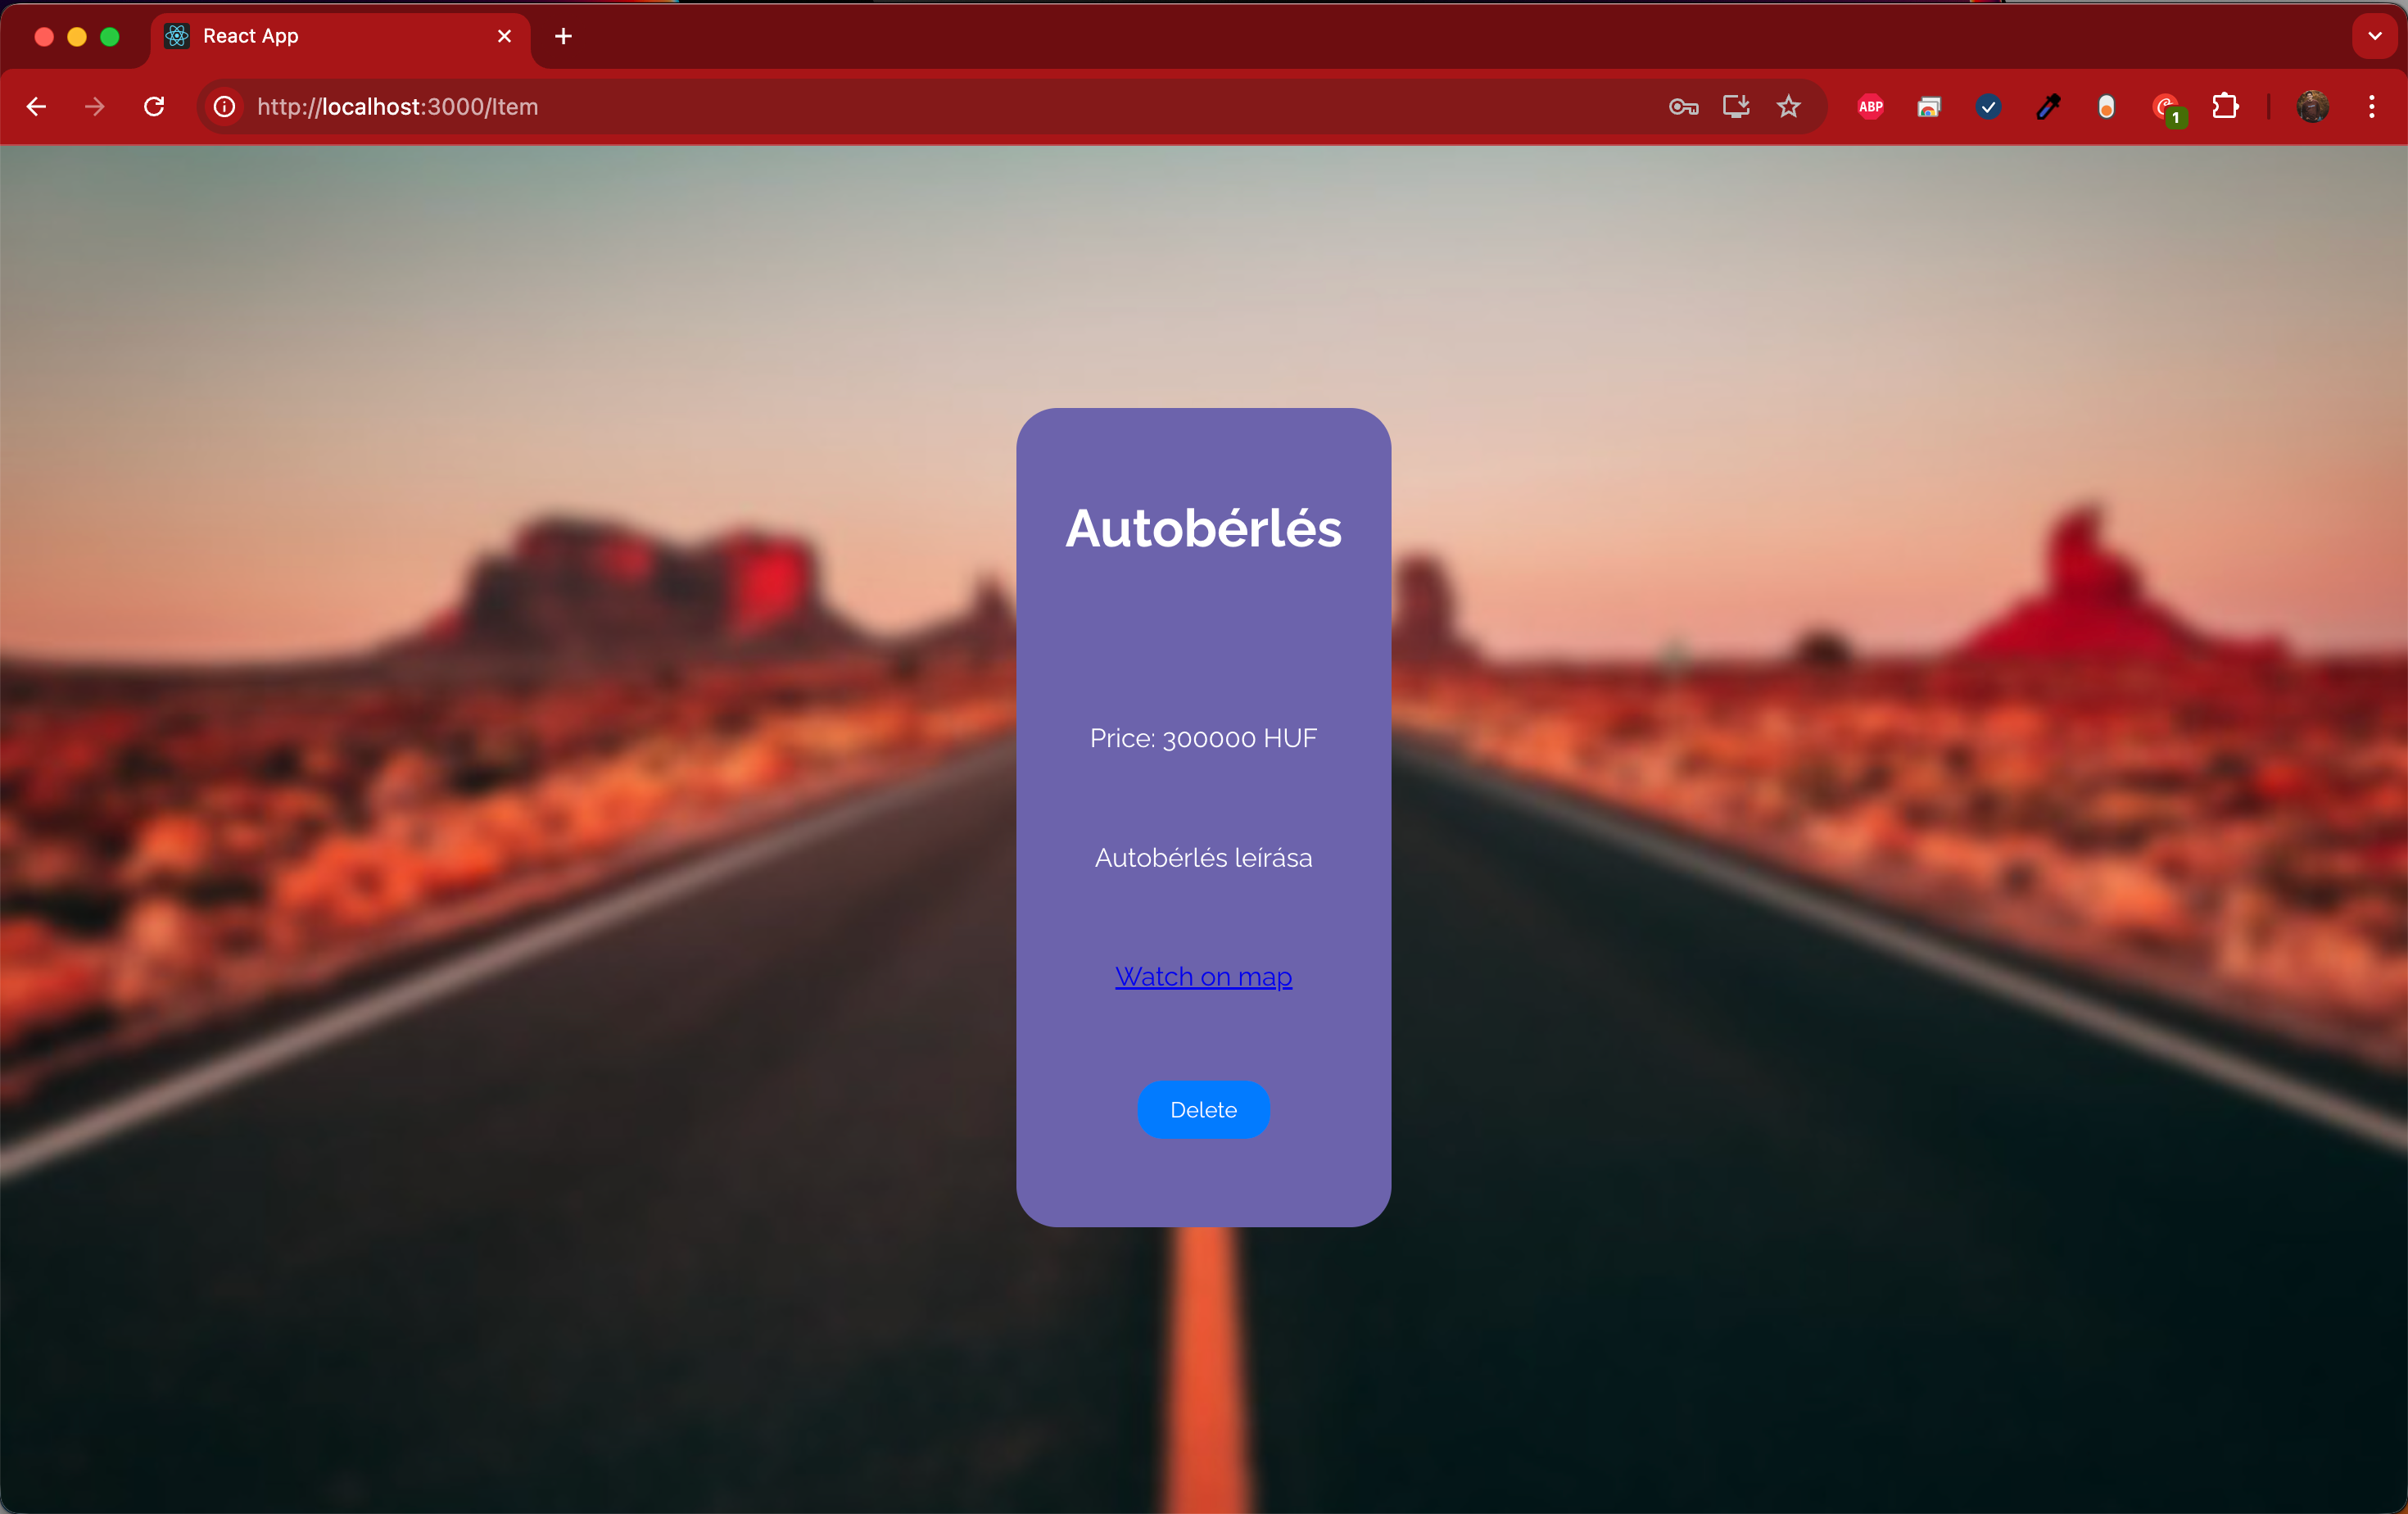 React App
http://localhost:3000/Item
ABP
1
Autobérlés
Price: 300000 HUF
Autobérlés leírása
Watch on map
Delete